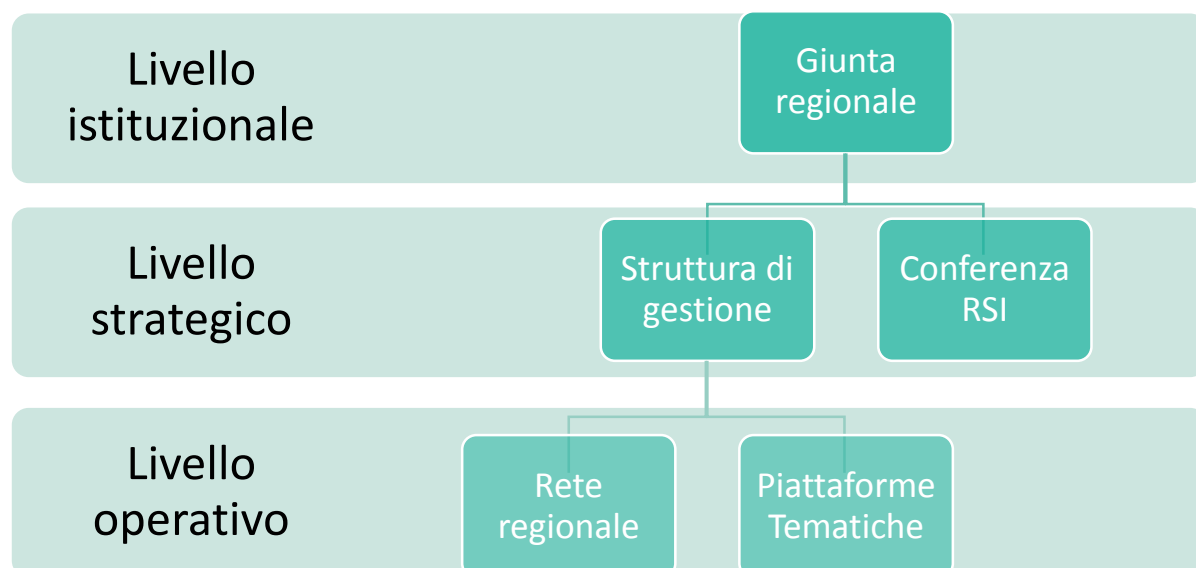 Livello
istituzionale
Giunta
regionale
Livello
strategico
Struttura di
gestione
Conferenza
RSI
Livello
operativo
Rete
regionale
Piattaforme
Tematiche